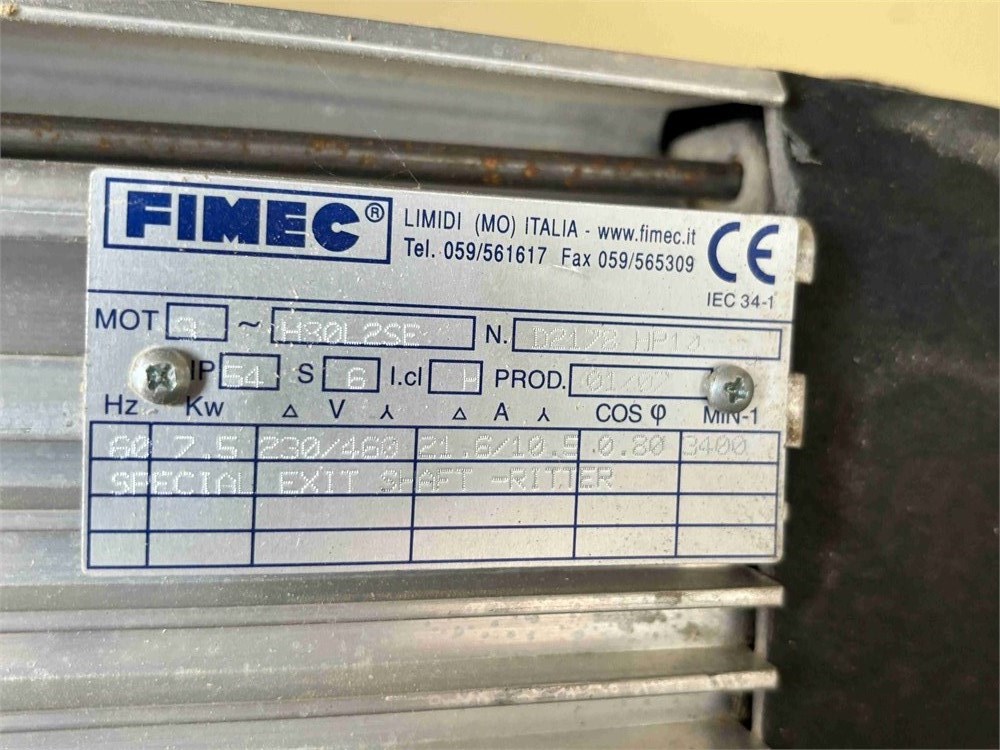 FIMEC® LIMIDI (MO) ITALIA - www.fimec.it
Tel. 059/561617 Fax 059/565309
CE
IEC 34-1
MOT 3 ~ H30L2SE N. D2178 HP10
IP 54 S 6 I.cl H PROD. 01/07
Hz Kw △ V ⅄ △ A ⅄ COS φ MIN-1
60 7.5 230/460 21.6/10.5 0.80 3400
SPECIAL EXIT SHAFT -RITTER